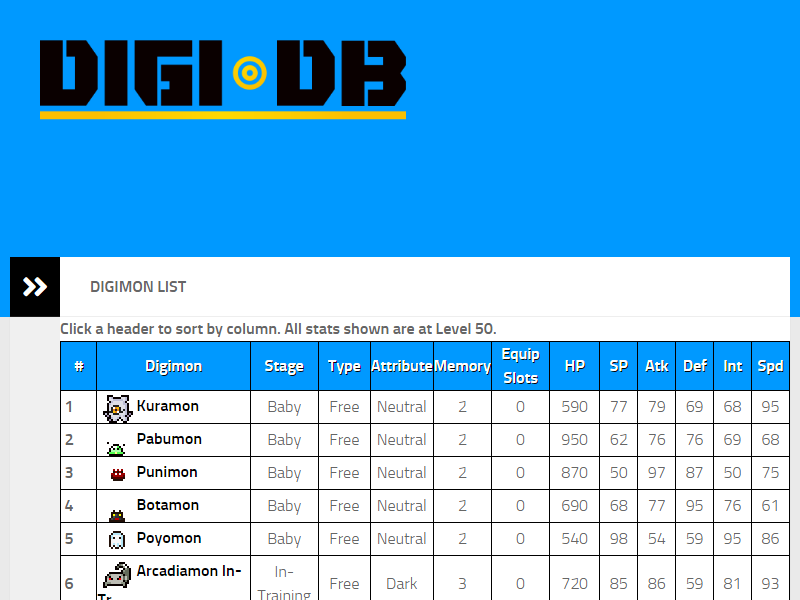 DIGI DB
DIGIMON LIST
Click a header to sort by column. All stats shown are at Level 50.
# Digimon Stage Type Attribute Memory Equip Slots HP SP Atk Def Int Spd
1 Kuramon Baby Free Neutral 2 0 590 77 79 69 68 95
2 Pabumon Baby Free Neutral 2 0 950 62 76 76 69 68
3 Punimon Baby Free Neutral 2 0 870 50 97 87 50 75
4 Botamon Baby Free Neutral 2 0 690 68 77 95 76 61
5 Poyomon Baby Free Neutral 2 0 540 98 54 59 95 86
6 Arcadiamon In-Tr In-Training Free Dark 3 0 720 85 86 59 81 93